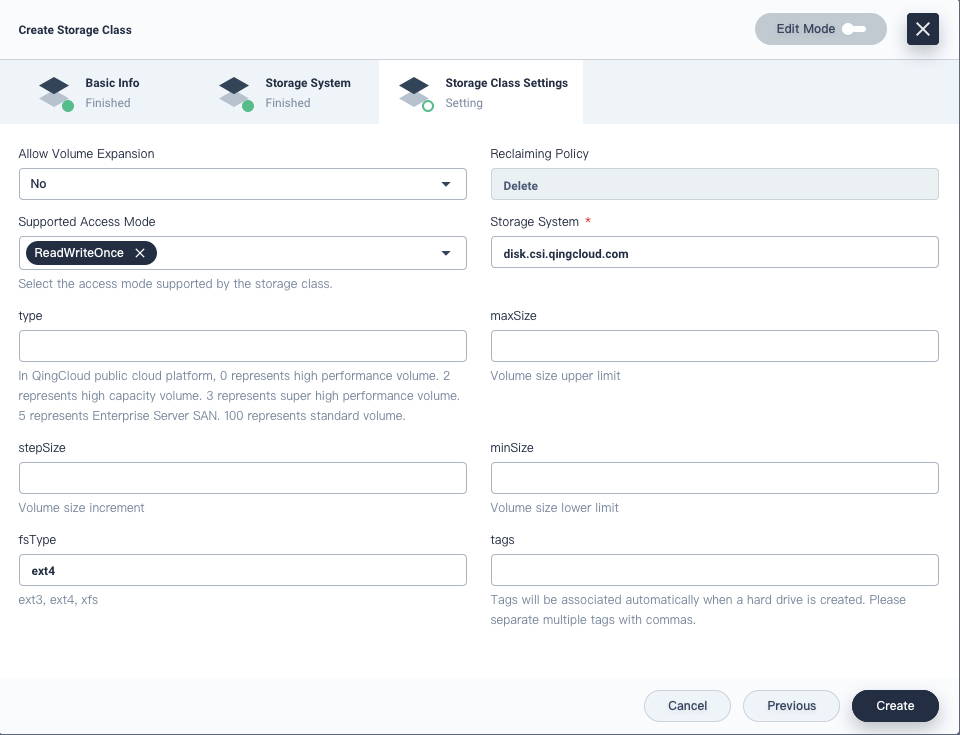 Create Storage Class
Edit Mode
Basic Info
Finished
Storage System
Finished
Storage Class Settings
Setting
Allow Volume Expansion
No
Reclaiming Policy
Delete
Supported Access Mode
ReadWriteOnce
Select the access mode supported by the storage class.
Storage System *
disk.csi.qingcloud.com
type
In QingCloud public cloud platform, 0 represents high performance volume. 2
represents high capacity volume. 3 represents super high performance volume.
5 represents Enterprise Server SAN. 100 represents standard volume.
maxSize
Volume size upper limit
stepSize
Volume size increment
minSize
Volume size lower limit
fsType
ext4
ext3, ext4, xfs
tags
Tags will be associated automatically when a hard drive is created. Please
separate multiple tags with commas.
Cancel
Previous
Create